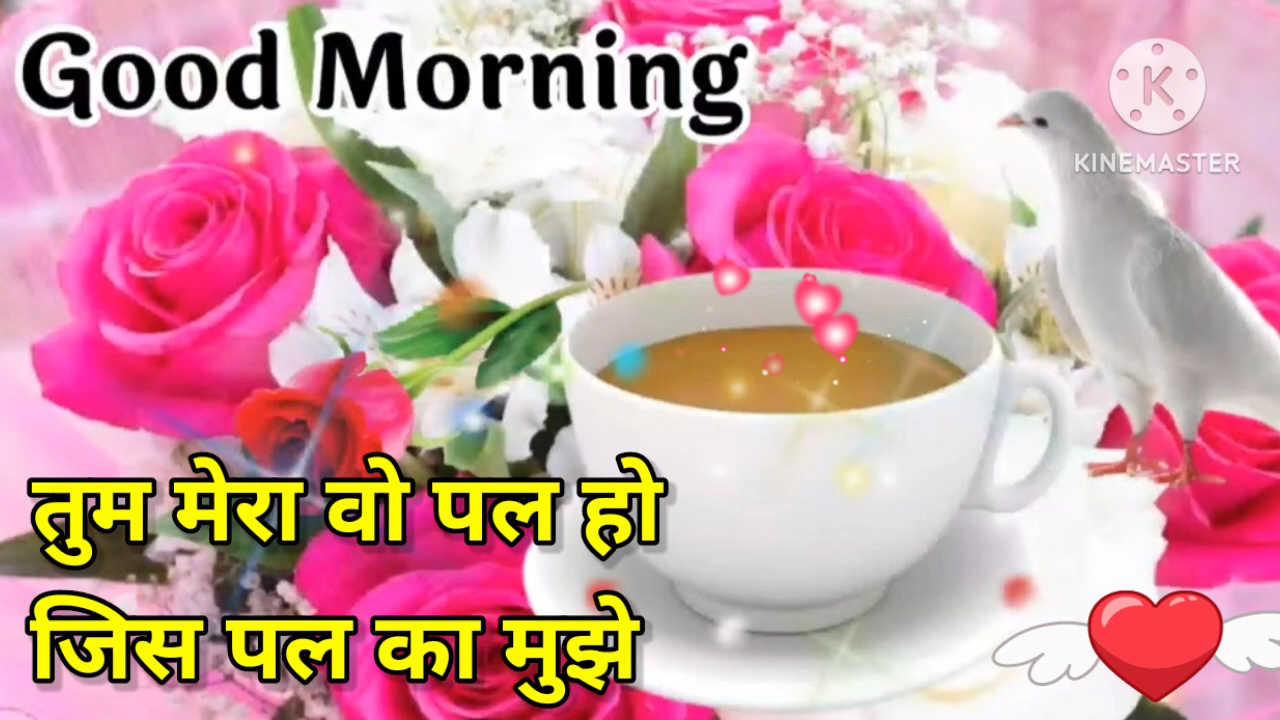 Good Morning
KINEMASTER
तुम मेरा वो पल हो
जिस पल का मुझे